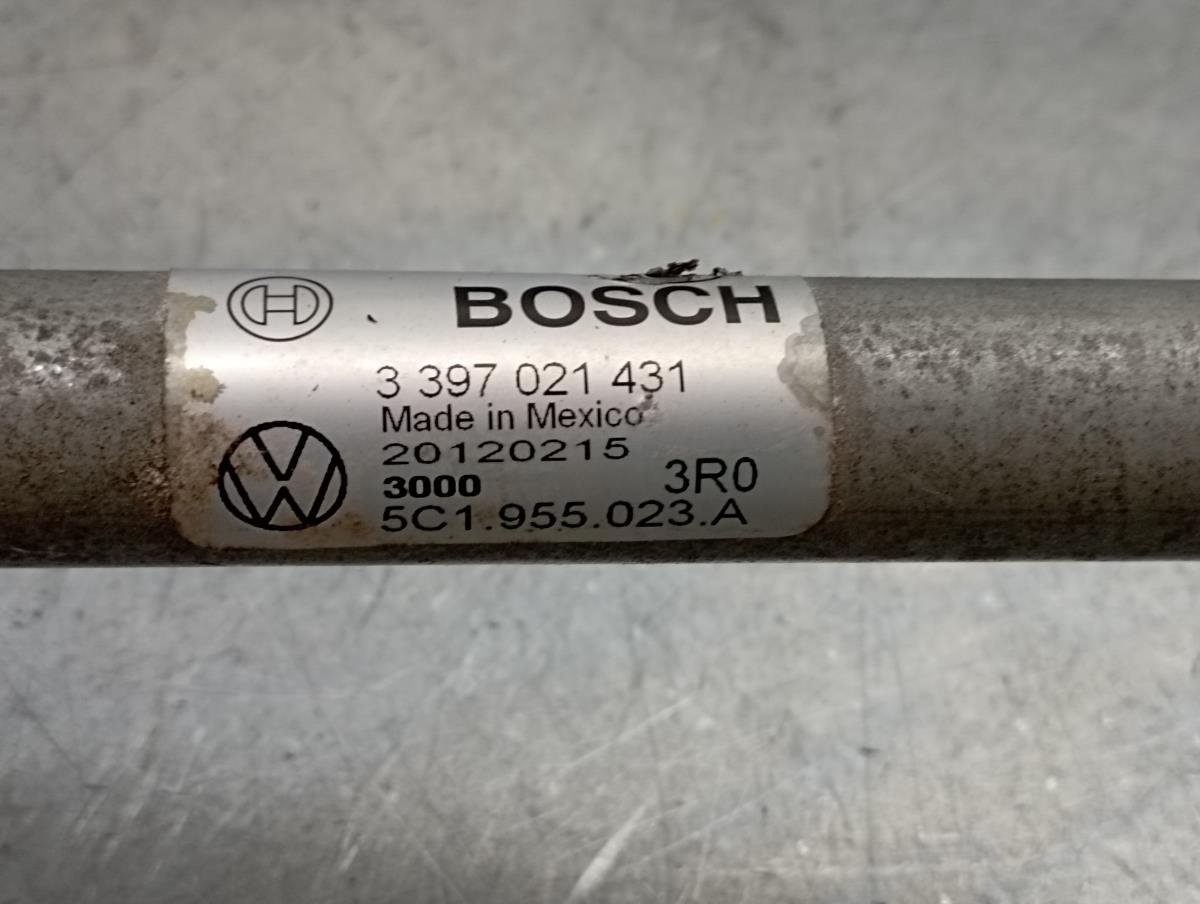 BOSCH
3 397 021 431
Made in Mexico
20120215
3000 3R0
5C1.955.023.A